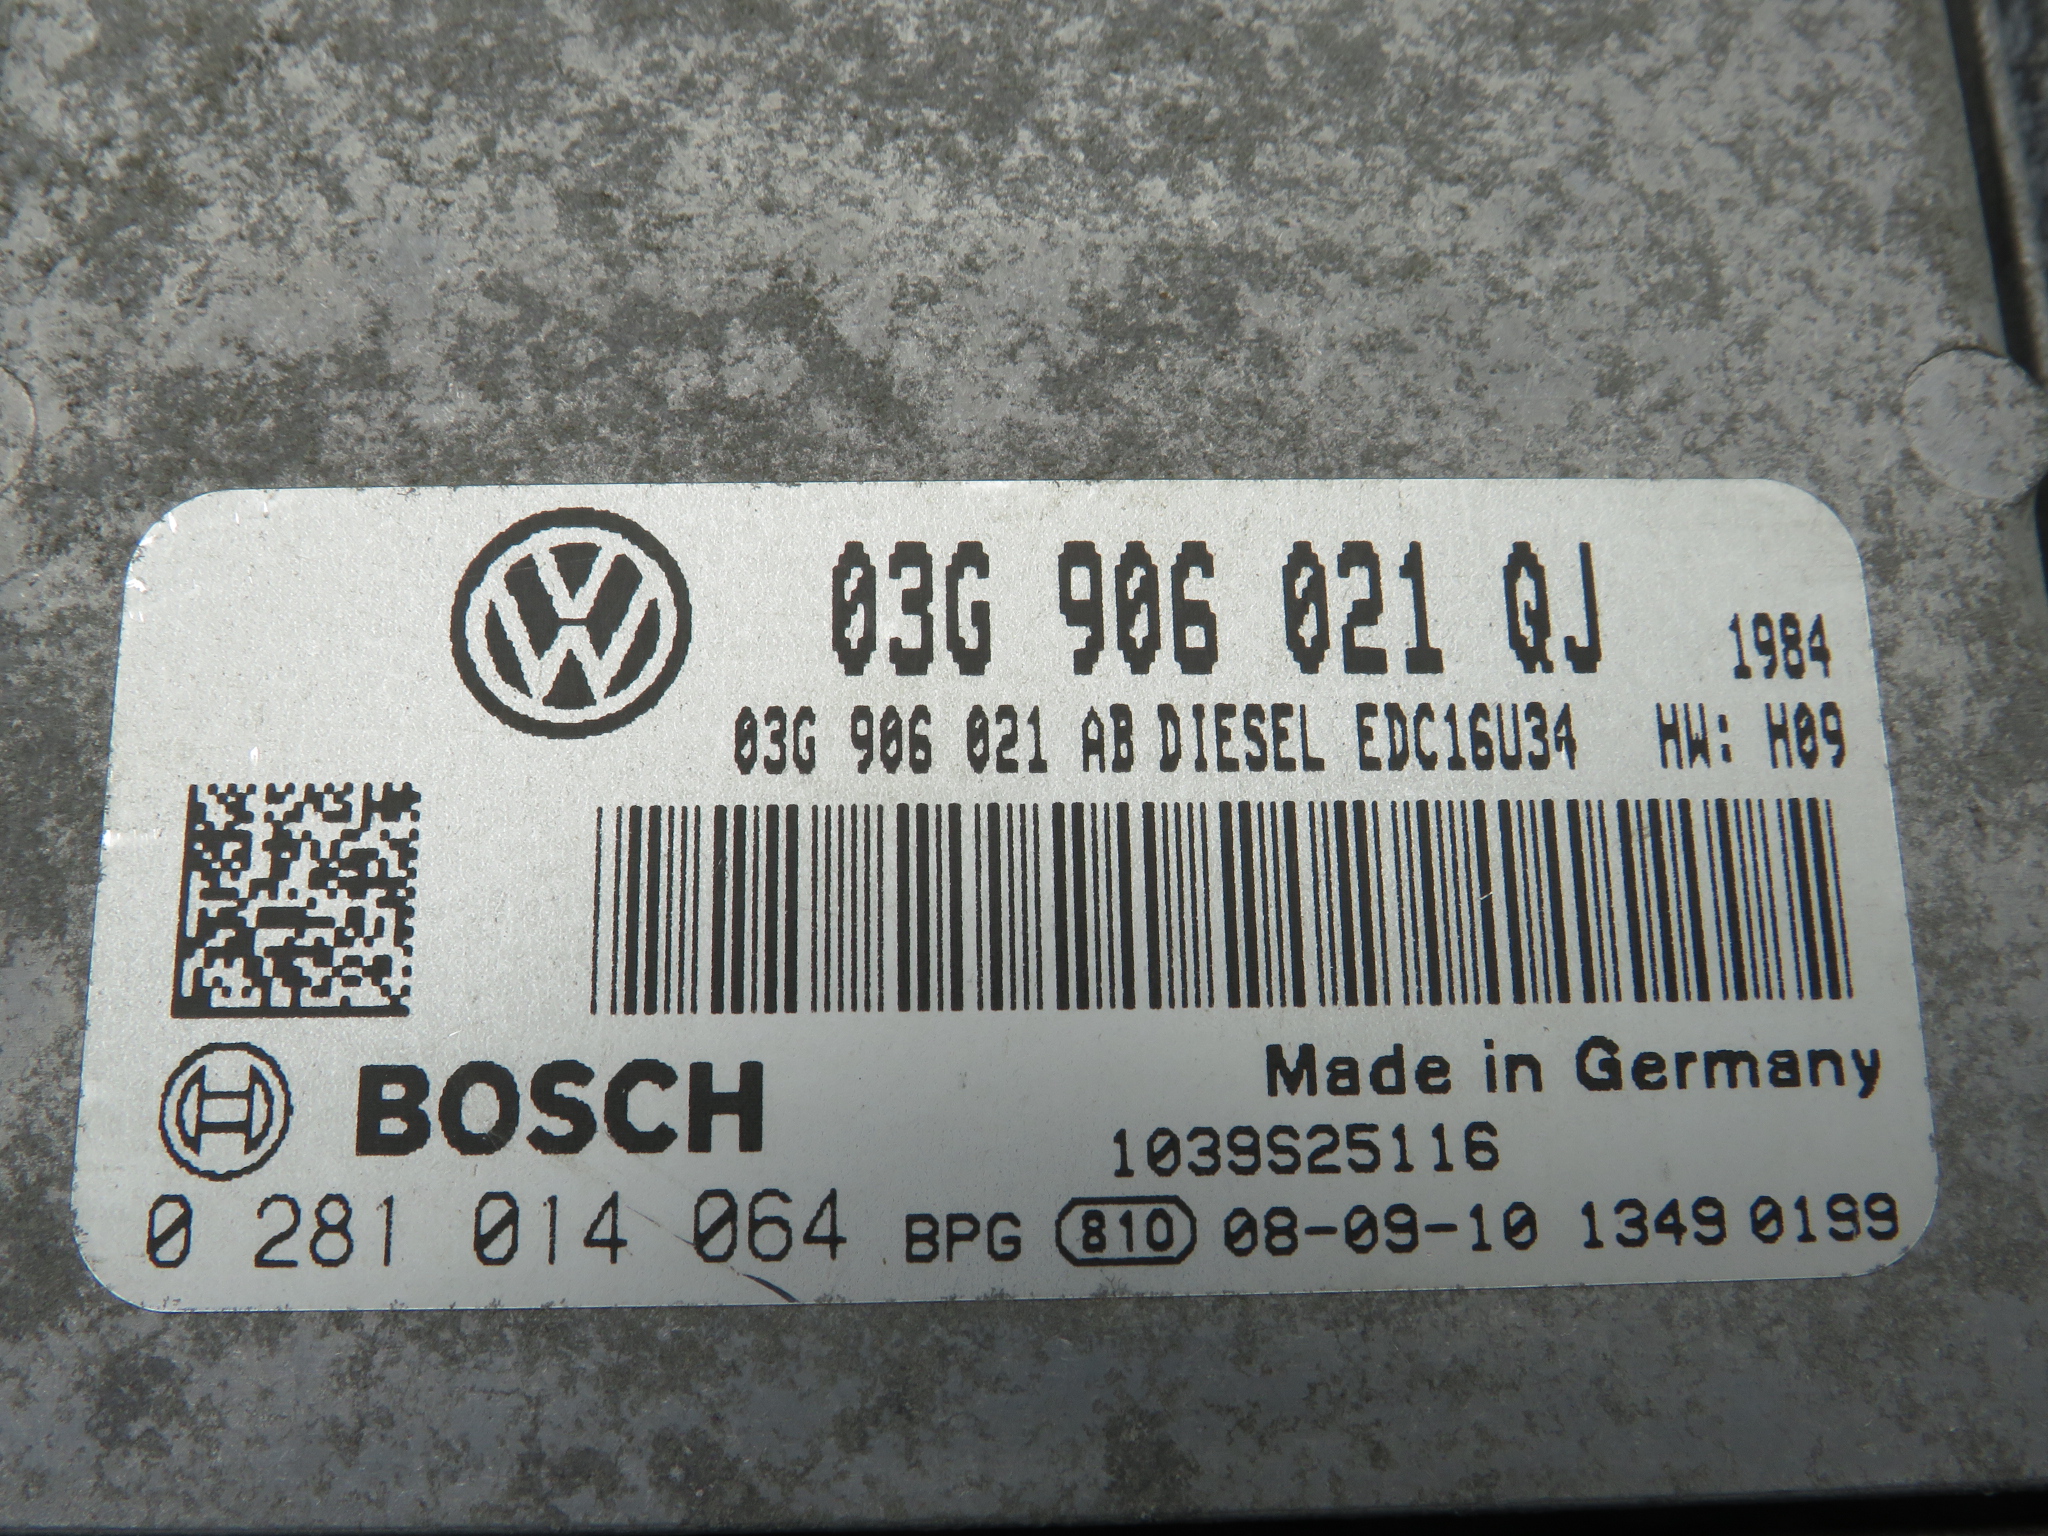 03G 906 021 QJ 1984
03G 906 021 AB DIESEL EDC16U34 HW: H09
BOSCH
Made in Germany
1039S25116
0 281 014 064 BPG 810 08-09-10 1349 0199